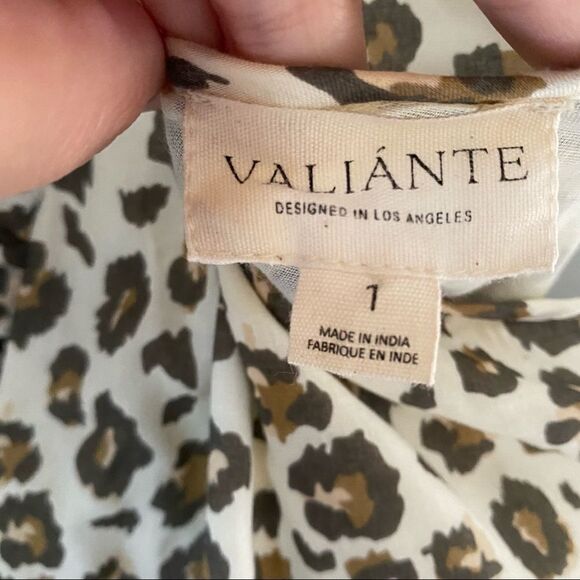 VALIÁNTE
DESIGNED IN LOS ANGELES
1
MADE IN INDIA
FABRIQUE EN INDE